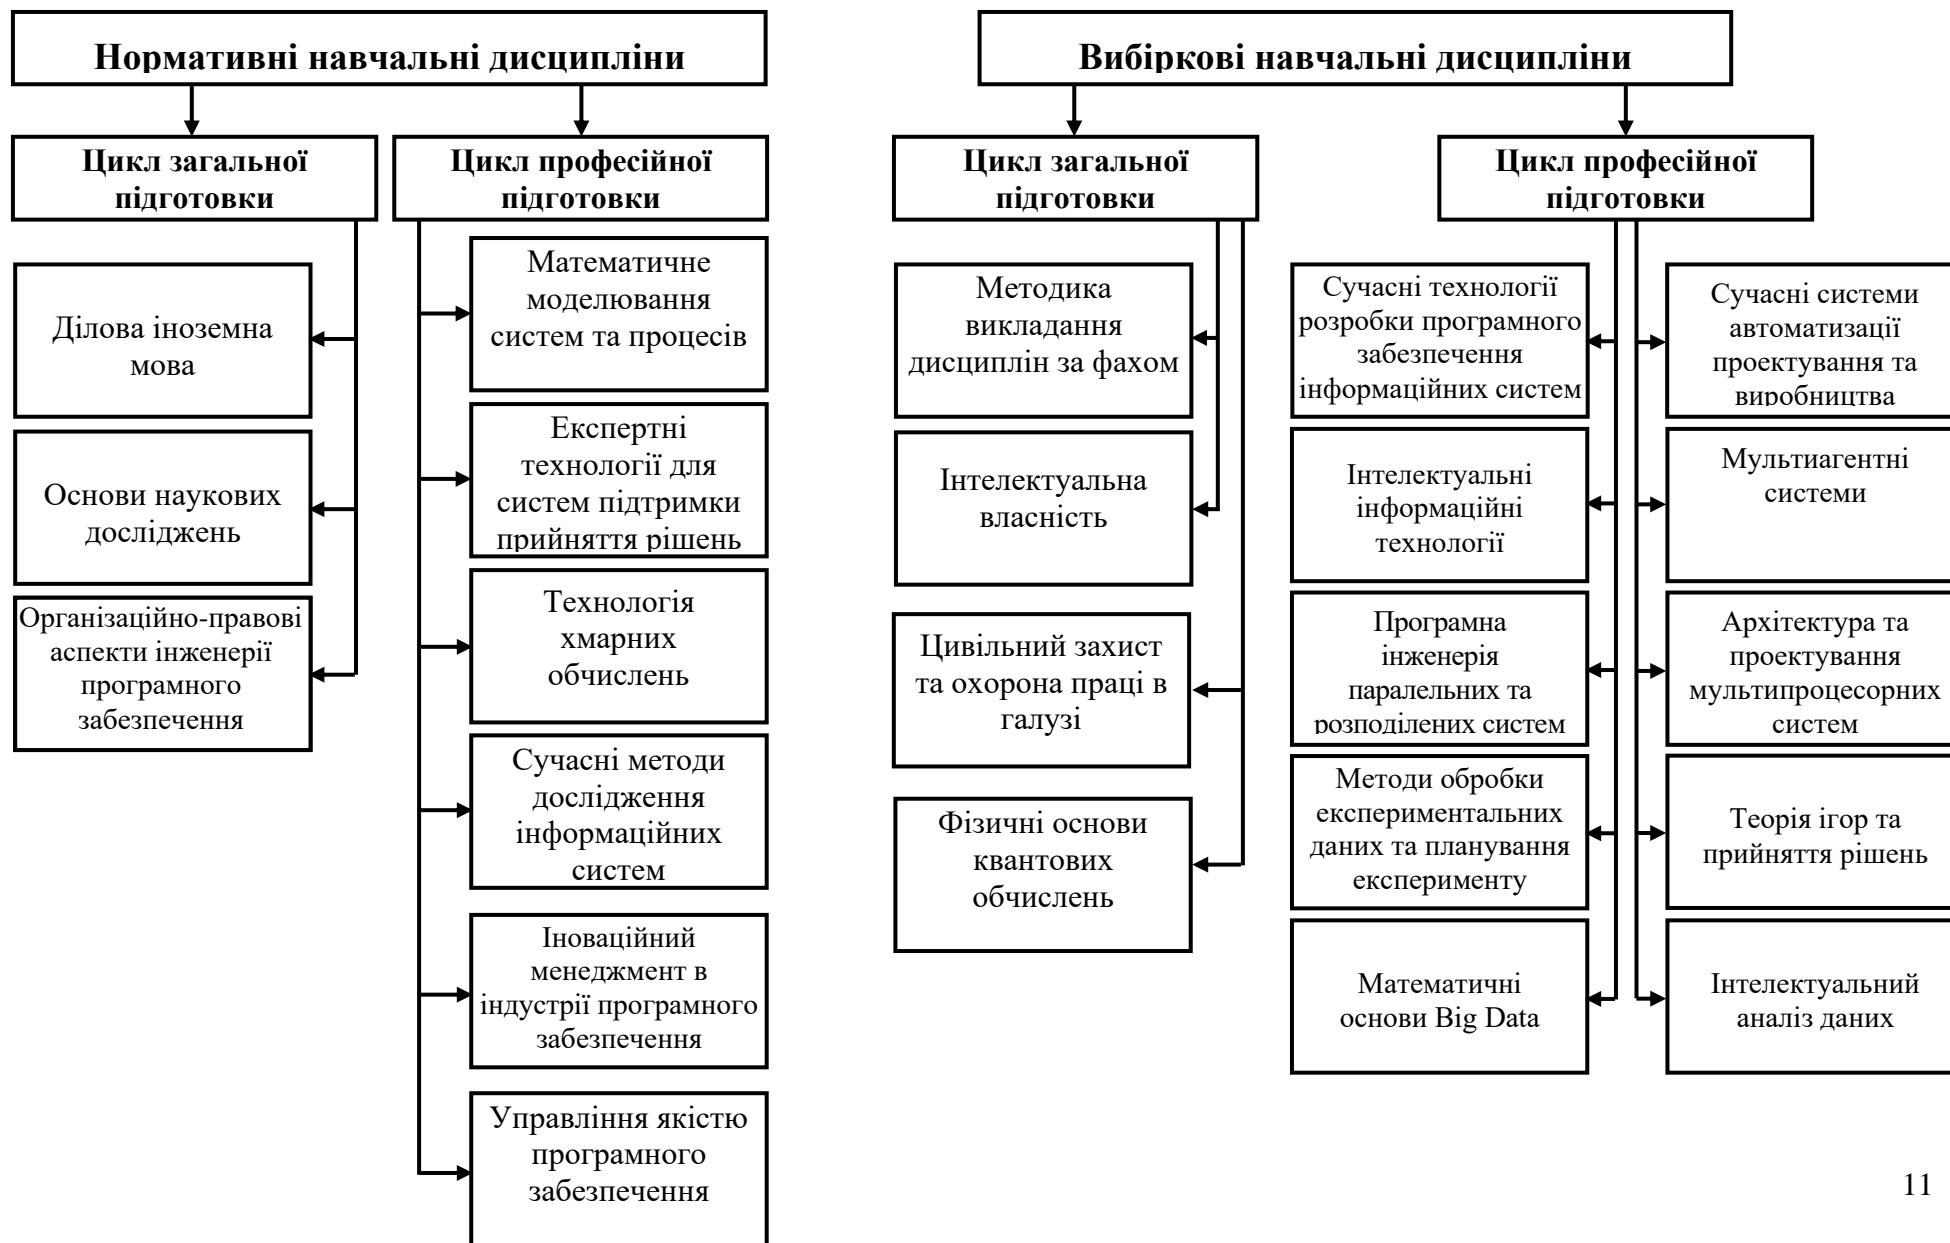 Нормативні навчальні дисципліни
Цикл загальної
підготовки
Ділова іноземна
мова
Основи наукових
досліджень
Організаційно-правові
аспекти інженерії
програмного
забезпечення
Цикл професійної
підготовки
Математичне
моделювання
систем та процесів
Експертні
технології для
систем підтримки
прийняття рішень
Технологія
хмарних
обчислень
Сучасні методи
дослідження
інформаційних
систем
Іноваційний
менеджмент в
індустрії програмного
забезпечення
Управління якістю
програмного
забезпечення
Вибіркові навчальні дисципліни
Цикл загальної
підготовки
Методика
викладання
дисциплін за фахом
Інтелектуальна
власність
Цивільний захист
та охорона праці в
галузі
Фізичні основи
квантових
обчислень
Цикл професійної
підготовки
Сучасні технології
розробки програмного
забезпечення
інформаційних систем
Інтелектуальні
інформаційні
технології
Програмна
інженерія
паралельних та
розподілених систем
Методи обробки
експериментальних
даних та планування
експерименту
Математичні
основи Big Data
Сучасні системи
автоматизації
проектування та
виробництва
Мультиагентні
системи
Архітектура та
проектування
мультипроцесорних
систем
Теорія ігор та
прийняття рішень
Інтелектуальний
аналіз даних
11